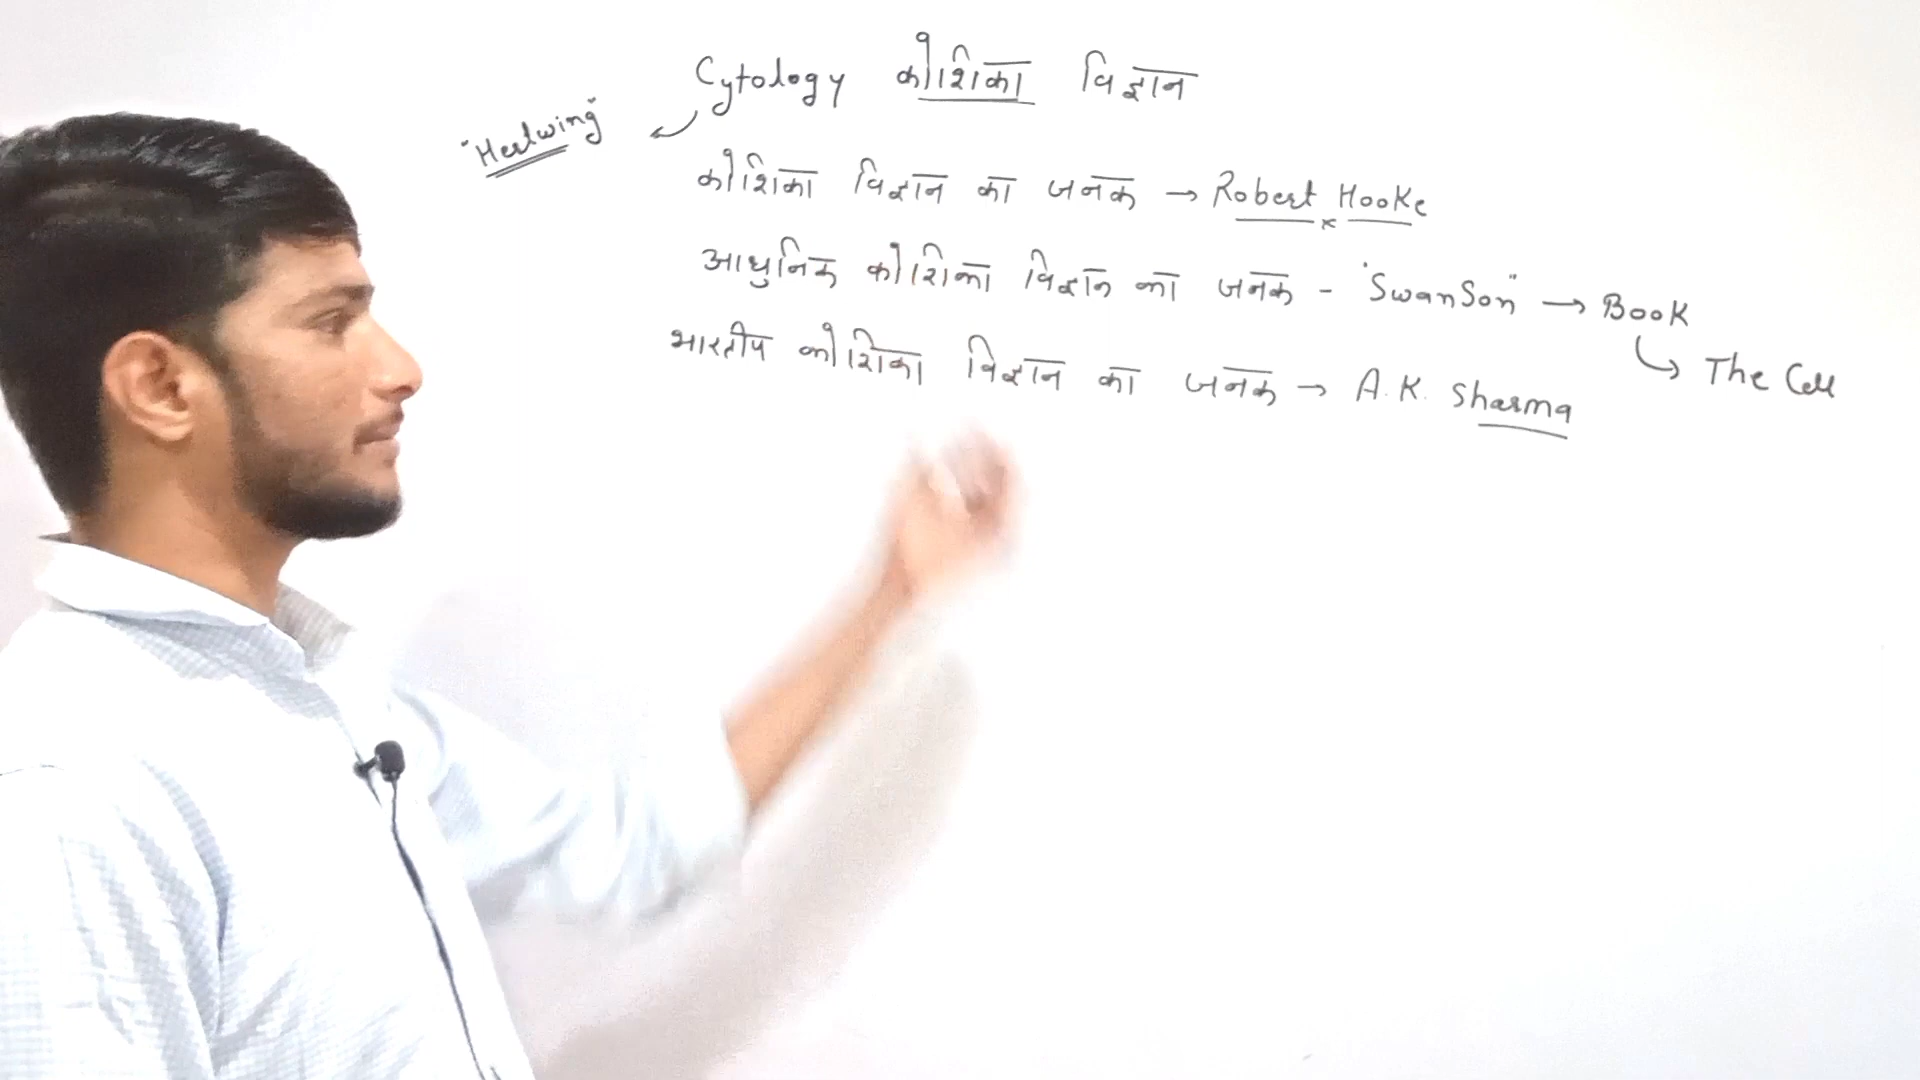 Cytology कोशिका विज्ञान
"Hertwing"
कोशिका विज्ञान का जनक → Robert Hooke
आधुनिक कोशिका विज्ञान का जनक - "Swanson" → Book
The Cell
भारतीय कोशिका विज्ञान का जनक → A.K. Sharma